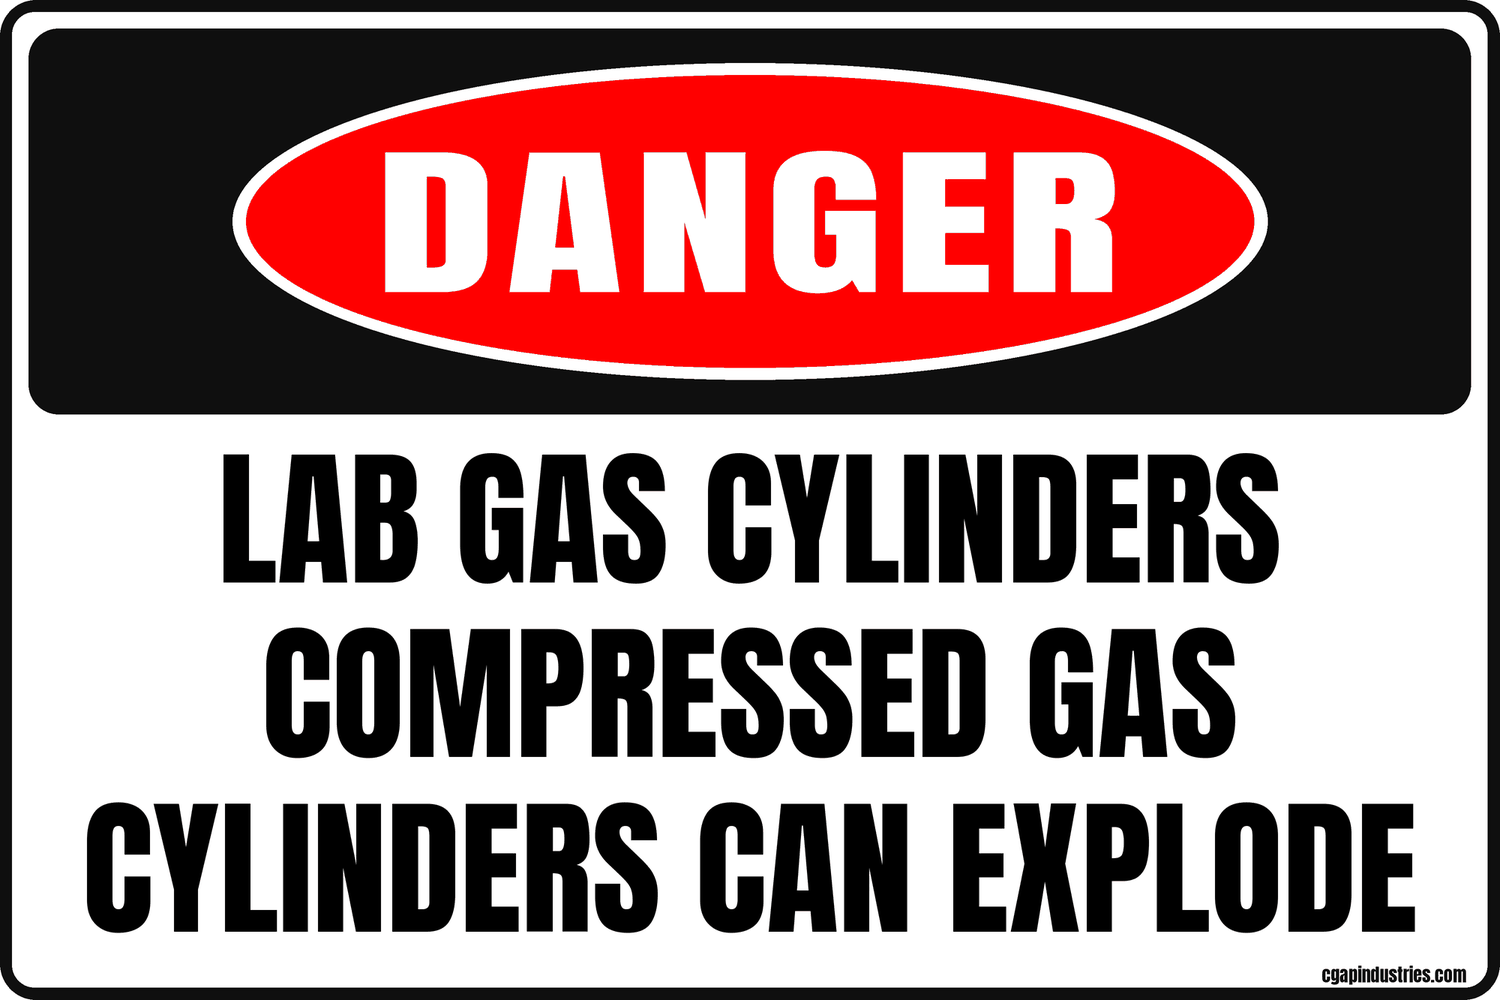 DANGER
LAB GAS CYLINDERS
COMPRESSED GAS
CYLINDERS CAN EXPLODE
cgapindustries.com